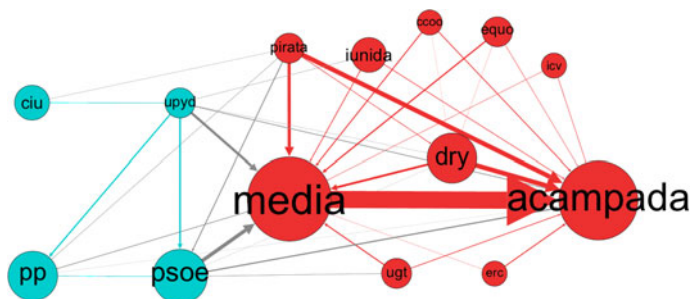 ccoo
pirata
iunida
equo
icv
ciu
upyd
dry
media
acampada
pp
psoe
ugt
erc